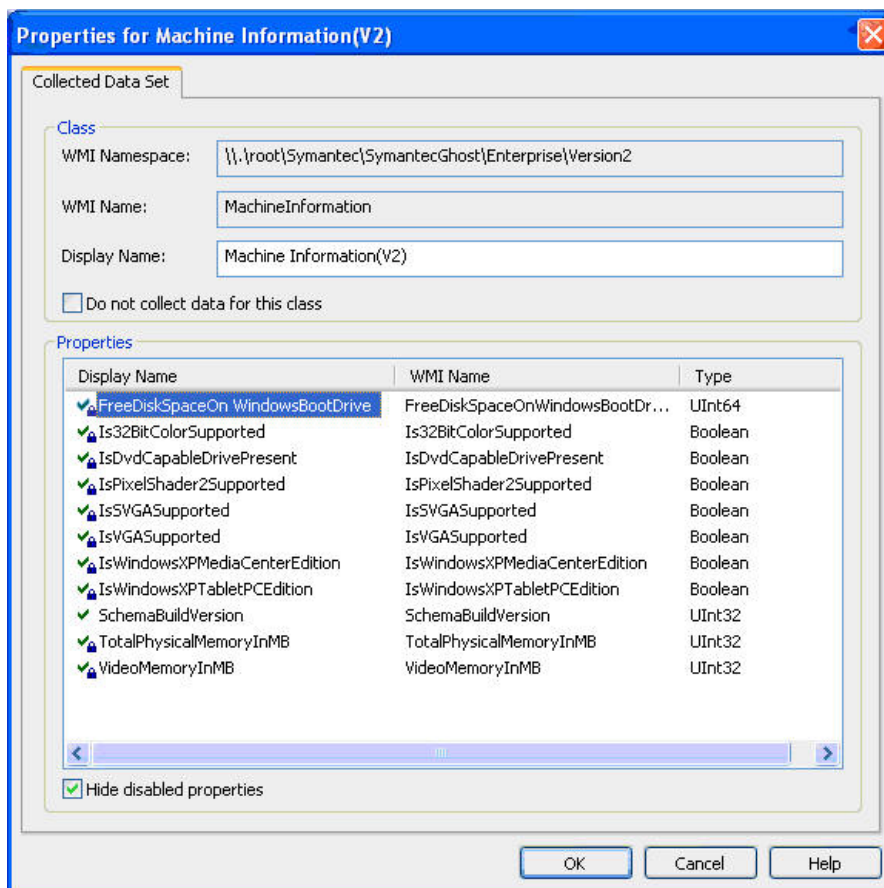 Properties for Machine Information(V2)
Collected Data Set
Class
WMI Namespace: \\.\root\Symantec\SymantecGhost\Enterprise\Version2
WMI Name: MachineInformation
Display Name: Machine Information(V2)
Do not collect data for this class
Properties
Display Name WMI Name Type
FreeDiskSpaceOn WindowsBootDrive FreeDiskSpaceOnWindowsBootDr... UInt64
Is32BitColorSupported Is32BitColorSupported Boolean
IsDvdCapableDrivePresent IsDvdCapableDrivePresent Boolean
IsPixelShader2Supported IsPixelShader2Supported Boolean
IsSVGASupported IsSVGASupported Boolean
IsVGASupported IsVGASupported Boolean
IsWindowsXPMediaCenterEdition IsWindowsXPMediaCenterEdition Boolean
IsWindowsXPTabletPCEdition IsWindowsXPTabletPCEdition Boolean
SchemaBuildVersion SchemaBuildVersion UInt32
TotalPhysicalMemoryInMB TotalPhysicalMemoryInMB UInt32
VideoMemoryInMB VideoMemoryInMB UInt32
Hide disabled properties
OK Cancel Help